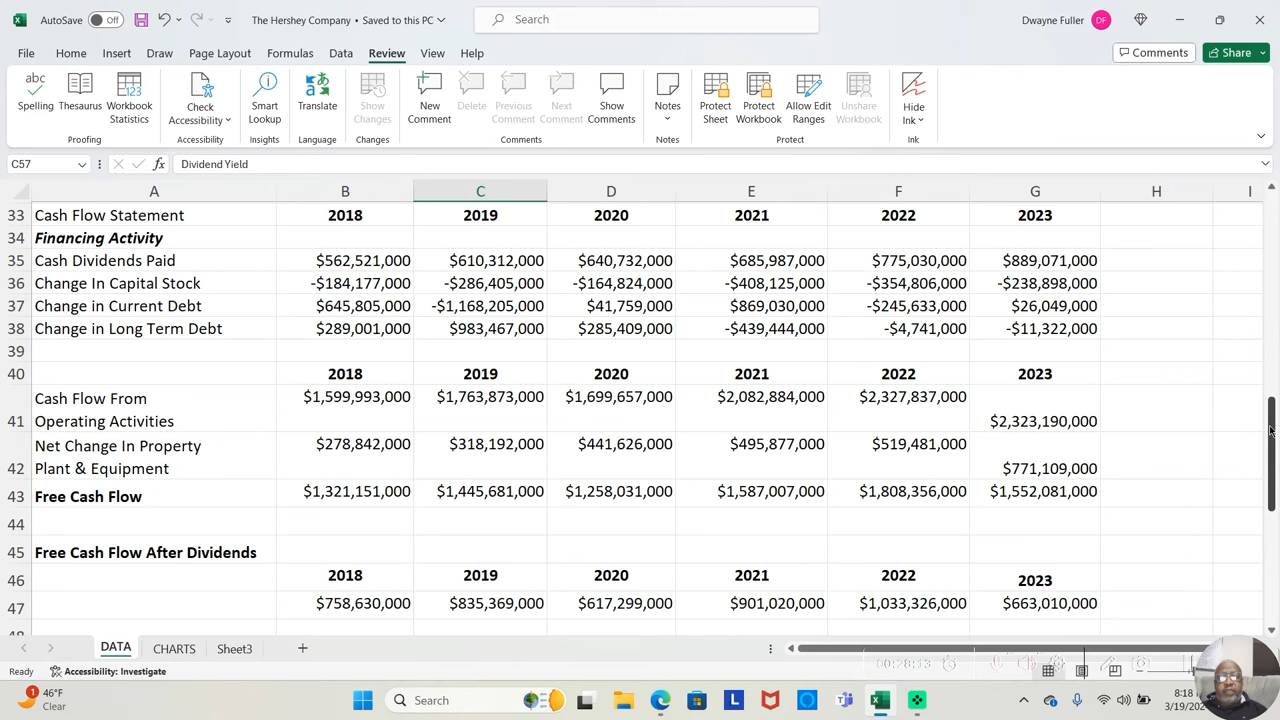 AutoSave Off The Hershey Company • Saved to this PC Search Dwayne Fuller DF
File Home Insert Draw Page Layout Formulas Data Review View Help Comments Share
abc
123
Spelling Thesaurus Workbook Statistics
Proofing
Check Accessibility
Accessibility
Smart Lookup
Insights
Translate
Language
Show Changes
Changes
New Comment Delete Previous Comment Next Comment Show Comments
Comments
Notes
Notes
Protect Sheet Protect Workbook Allow Edit Ranges Unshare Workbook
Protect
Hide Ink
Ink
C57 fx Dividend Yield
A B C D E F G H I
33 Cash Flow Statement 2018 2019 2020 2021 2022 2023
34 Financing Activity
35 Cash Dividends Paid $562,521,000 $610,312,000 $640,732,000 $685,987,000 $775,030,000 $889,071,000
36 Change In Capital Stock -$184,177,000 -$286,405,000 -$164,824,000 -$408,125,000 -$354,806,000 -$238,898,000
37 Change in Current Debt $645,805,000 -$1,168,205,000 $41,759,000 $869,030,000 -$245,633,000 $26,049,000
38 Change in Long Term Debt $289,001,000 $983,467,000 $285,409,000 -$439,444,000 -$4,741,000 -$11,322,000
39
40 2018 2019 2020 2021 2022 2023
Cash Flow From $1,599,993,000 $1,763,873,000 $1,699,657,000 $2,082,884,000 $2,327,837,000
41 Operating Activities $2,323,190,000
Net Change In Property $278,842,000 $318,192,000 $441,626,000 $495,877,000 $519,481,000
42 Plant & Equipment $771,109,000
43 Free Cash Flow $1,321,151,000 $1,445,681,000 $1,258,031,000 $1,587,007,000 $1,808,356,000 $1,552,081,000
44
45 Free Cash Flow After Dividends
46 2018 2019 2020 2021 2022 2023
47 $758,630,000 $835,369,000 $617,299,000 $901,020,000 $1,033,326,000 $663,010,000
DATA CHARTS Sheet3
Ready Accessibility: Investigate 00:28:13
1 46°F
Clear
Search
L
8:18
3/19/20